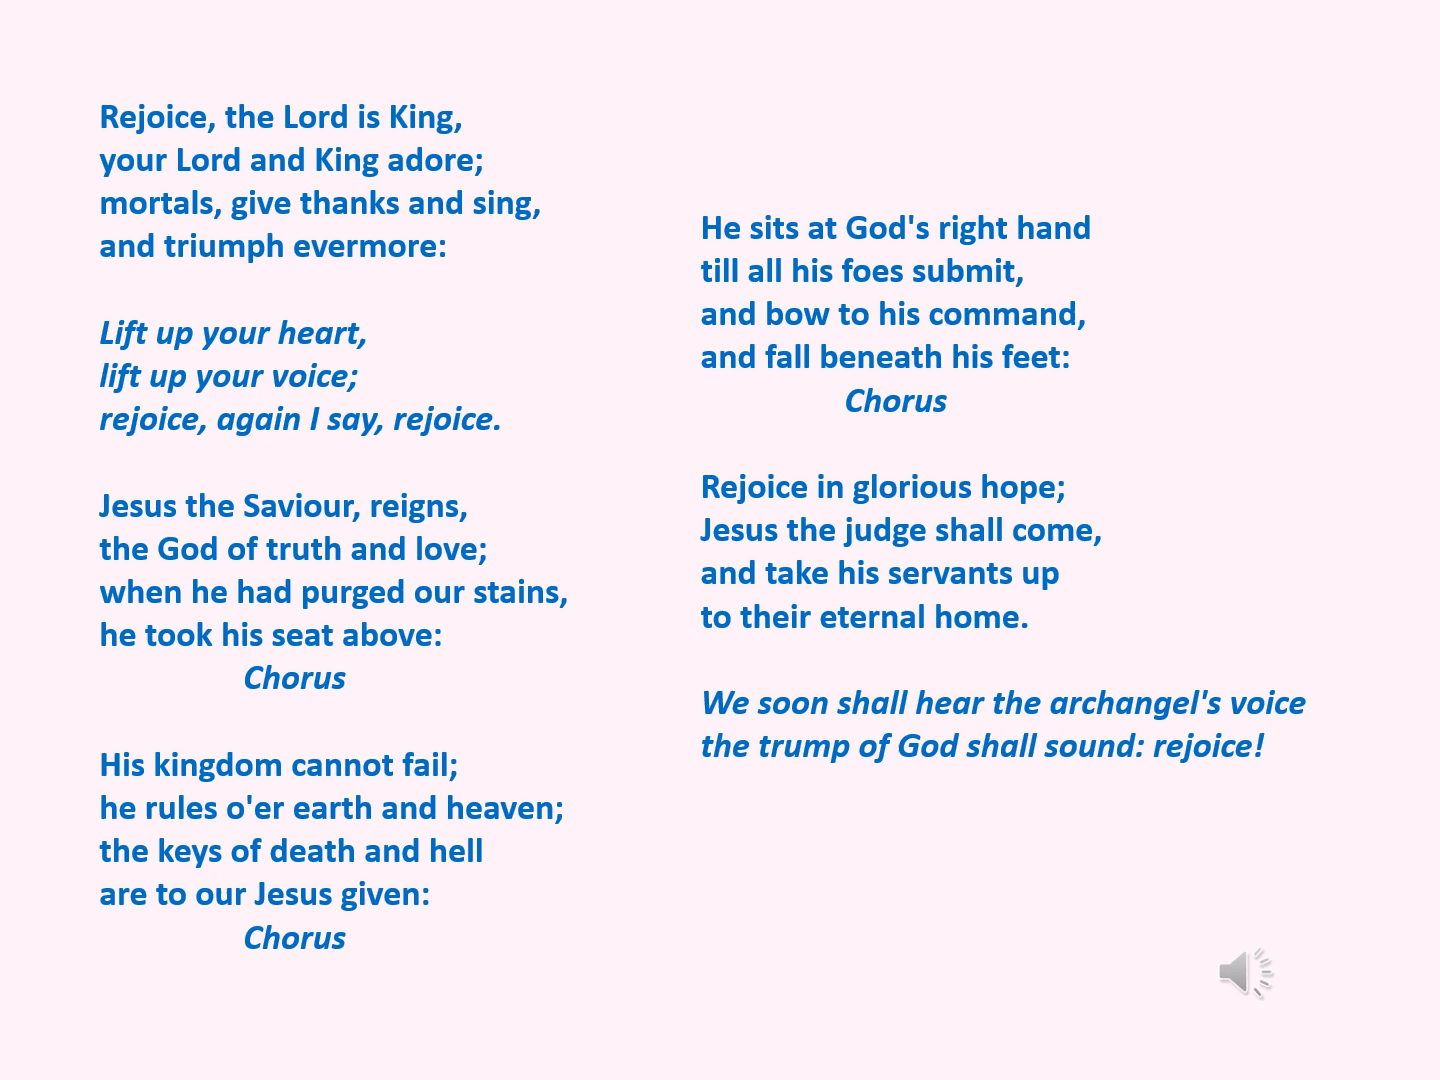 Rejoice, the Lord is King,
your Lord and King adore;
mortals, give thanks and sing,
and triumph evermore:
Lift up your heart,
lift up your voice;
rejoice, again I say, rejoice.
Jesus the Saviour, reigns,
the God of truth and love;
when he had purged our stains,
he took his seat above:
Chorus
His kingdom cannot fail;
he rules o'er earth and heaven;
the keys of death and hell
are to our Jesus given:
Chorus
He sits at God's right hand
till all his foes submit,
and bow to his command,
and fall beneath his feet:
Chorus
Rejoice in glorious hope;
Jesus the judge shall come,
and take his servants up
to their eternal home.
We soon shall hear the archangel's voice
the trump of God shall sound: rejoice!